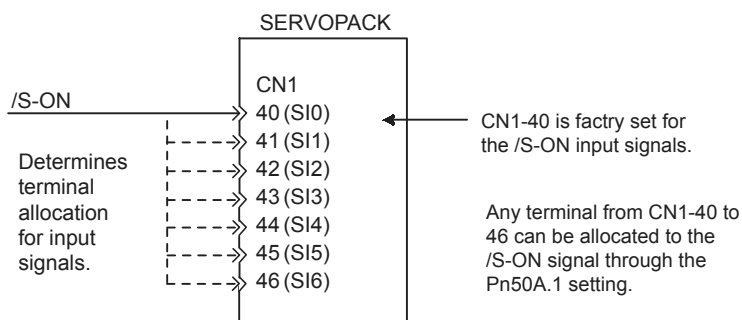 SERVOPACK
CN1
/S-ON
40 (SI0)
41 (SI1)
42 (SI2)
43 (SI3)
44 (SI4)
45 (SI5)
46 (SI6)
Determines
terminal
allocation
for input
signals.
CN1-40 is factry set for
the /S-ON input signals.
Any terminal from CN1-40 to
46 can be allocated to the
/S-ON signal through the
Pn50A.1 setting.